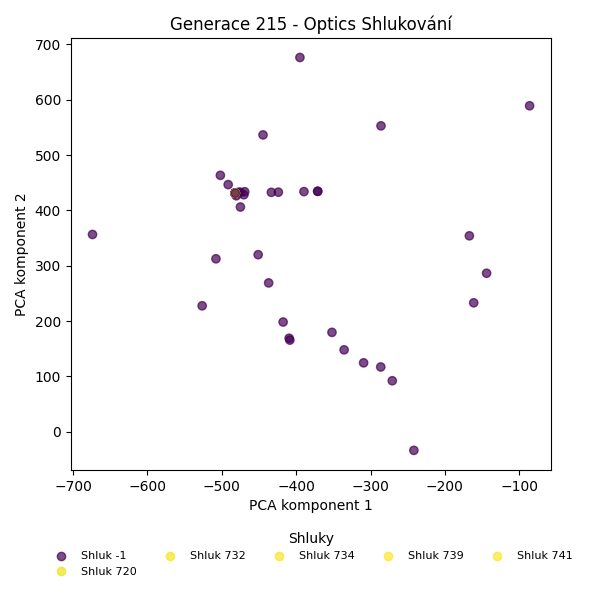 Generace 215 - Optics Shlukování
700
600
500
400
300
200
100
0
PCA komponent 2
−700 −600 −500 −400 −300 −200 −100
PCA komponent 1
Shluky
Shluk -1 Shluk 732 Shluk 734 Shluk 739 Shluk 741
Shluk 720